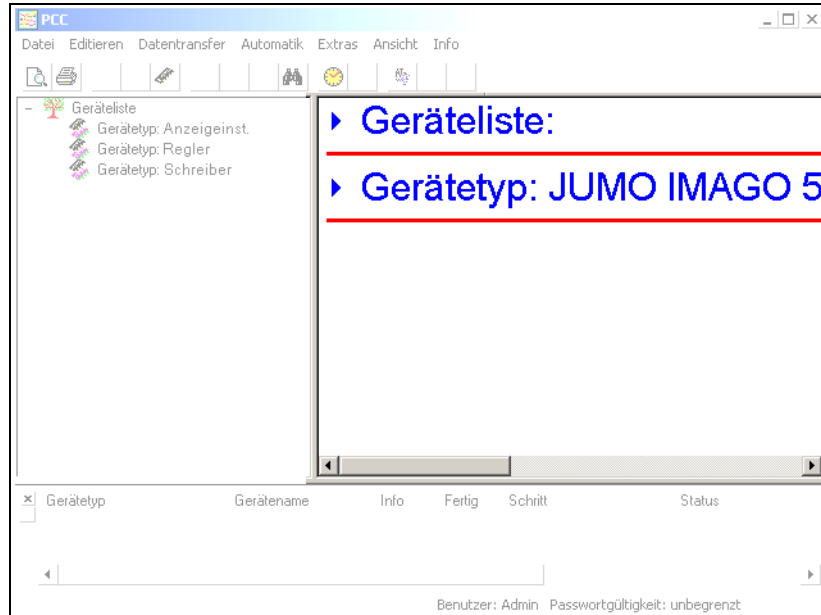 PCC
Datei Editieren Datentransfer Automatik Extras Ansicht Info
Geräteliste
Gerätetyp: Anzeigeinst.
Gerätetyp: Regler
Gerätetyp: Schreiber
Geräteliste:
Gerätetyp: JUMO IMAGO 5
Gerätetyp Gerätename Info Fertig Schritt Status
Benutzer: Admin Passwortgültigkeit: unbegrenzt